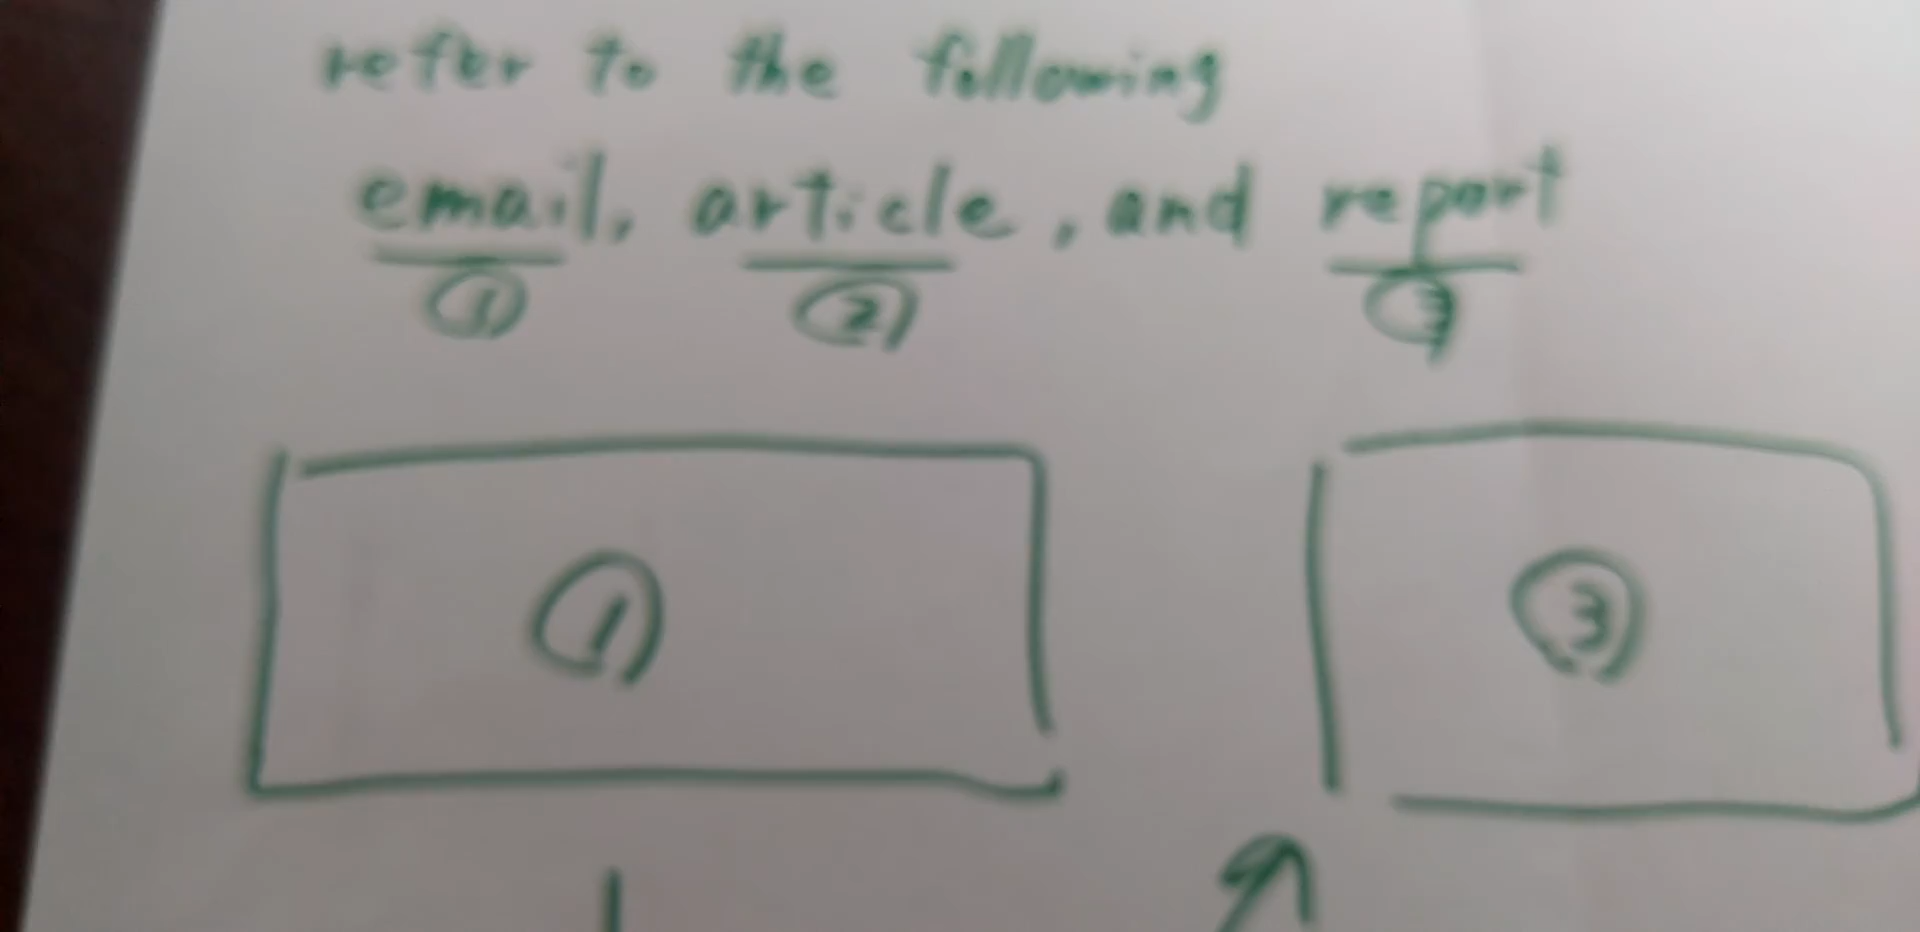 refer to the following
email, article, and report
① ② ③
① ③